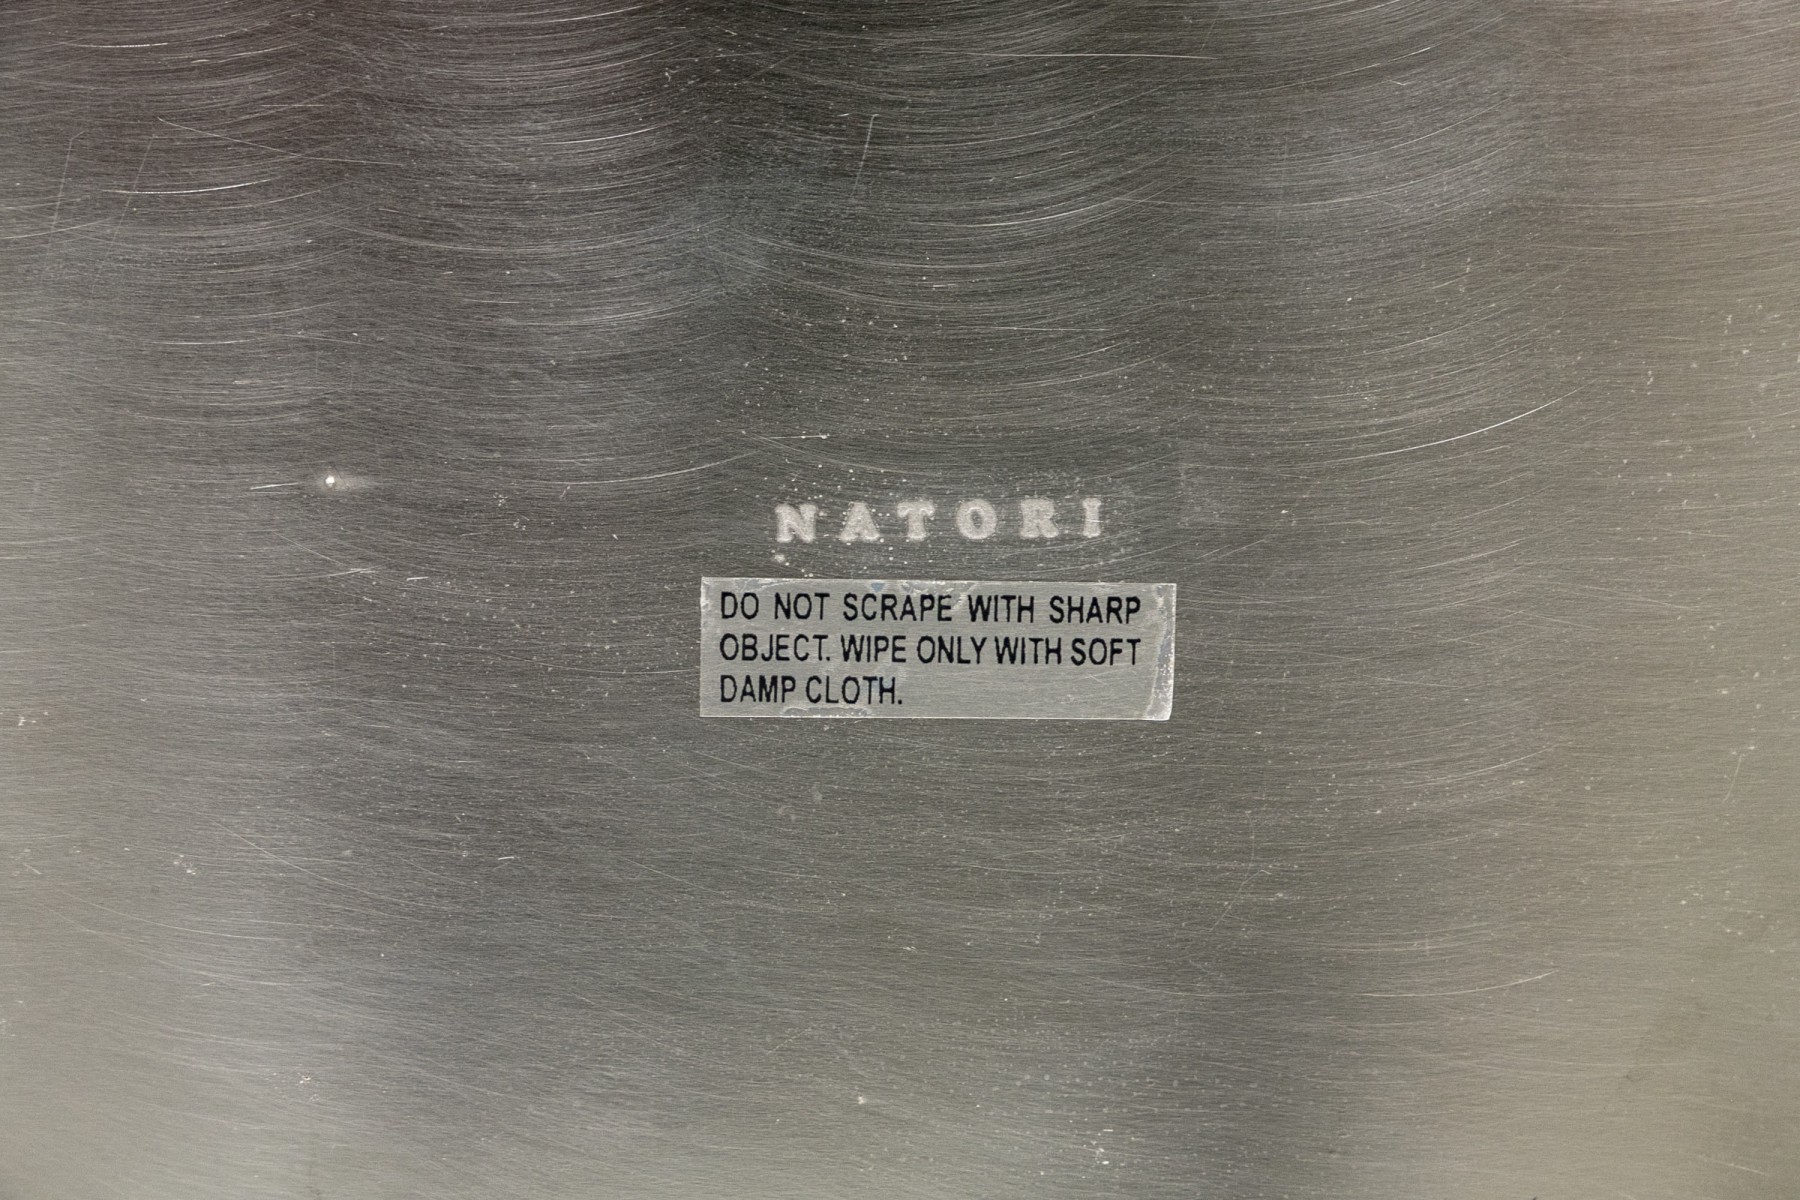 NATORI
DO NOT SCRAPE WITH SHARP
OBJECT. WIPE ONLY WITH SOFT
DAMP CLOTH.